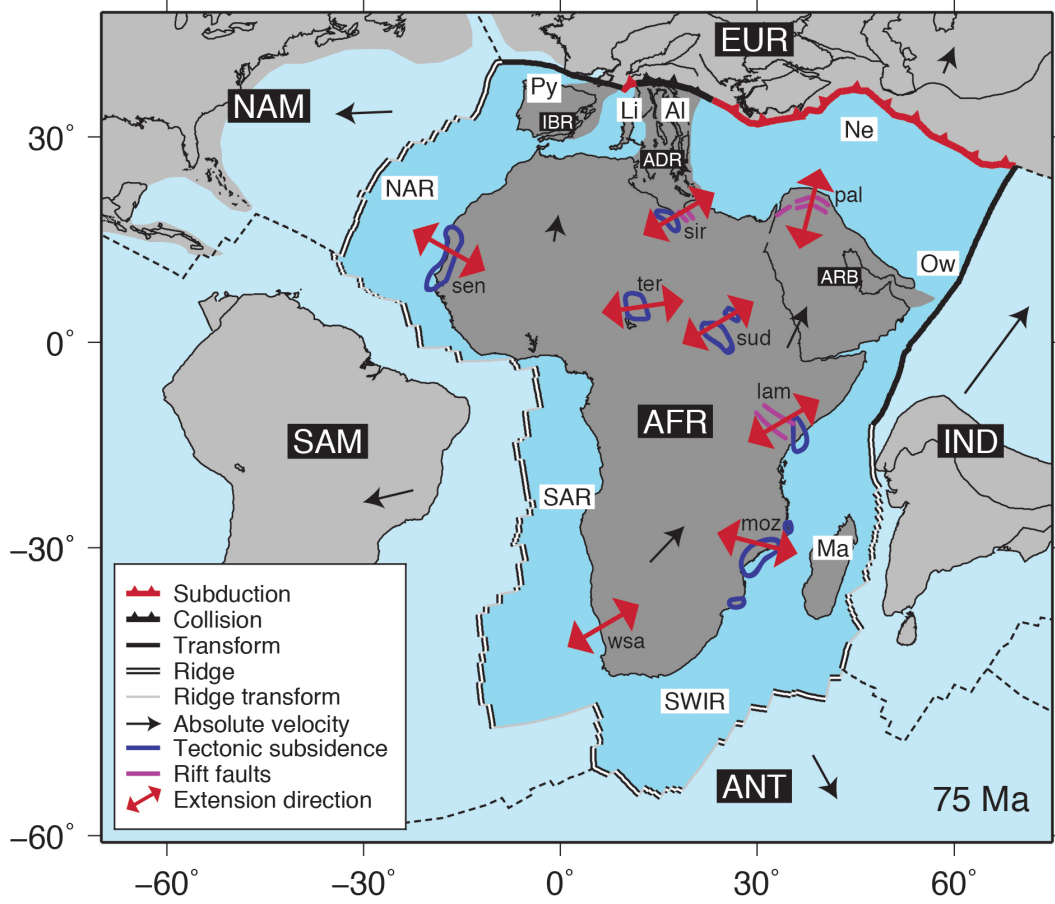 EUR
NAM
Py
Li
Al
IBR
Ne
30°
ADR
NAR
pal
sir
Ow
ARB
sen
ter
0°
sud
lam
AFR
SAM
IND
SAR
moz
−30°
Ma
Subduction
Collision
Transform
wsa
Ridge
Ridge transform
SWIR
Absolute velocity
Tectonic subsidence
Rift faults
ANT
Extension direction
75 Ma
−60°
−60°
−30°
0°
30°
60°